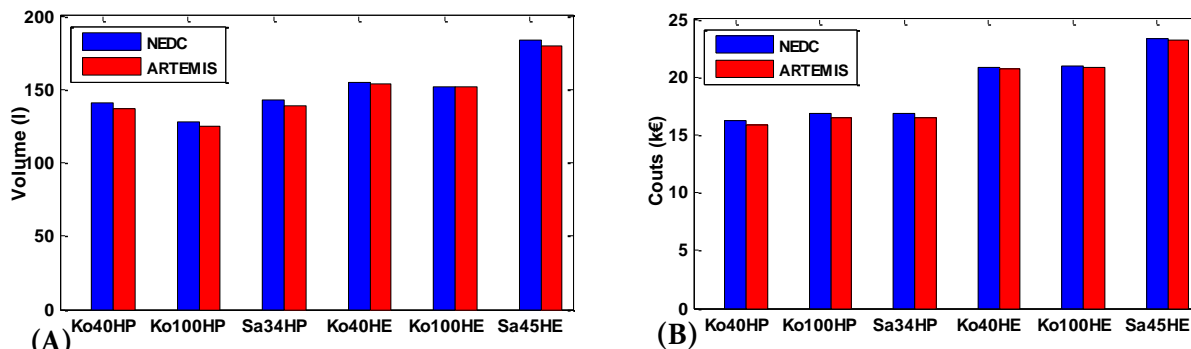 200
150
100
50
0
Volume (l)
NEDC
ARTEMIS
Ko40HP Ko100HP Sa34HP Ko40HE Ko100HE Sa45HE
(A)
25
20
15
10
5
0
Couts (k€)
NEDC
ARTEMIS
Ko40HP Ko100HP Sa34HP Ko40HE Ko100HE Sa45HE
(B)